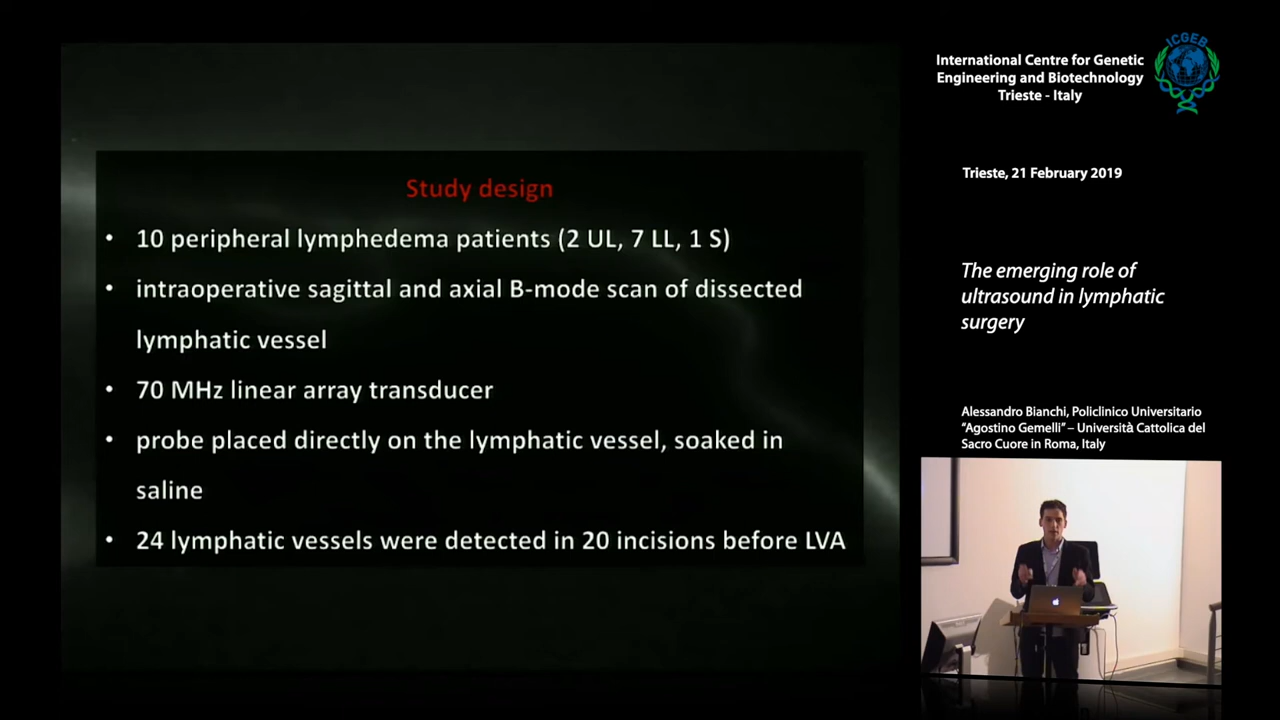 Study design
• 10 peripheral lymphedema patients (2 UL, 7 LL, 1 S)
• intraoperative sagittal and axial B-mode scan of dissected
lymphatic vessel
• 70 MHz linear array transducer
• probe placed directly on the lymphatic vessel, soaked in
saline
• 24 lymphatic vessels were detected in 20 incisions before LVA
International Centre for Genetic
Engineering and Biotechnology
Trieste - Italy
ICGEB
Trieste, 21 February 2019
The emerging role of
ultrasound in lymphatic
surgery
Alessandro Bianchi, Policlinico Universitario
“Agostino Gemelli” – Università Cattolica del
Sacro Cuore in Roma, Italy